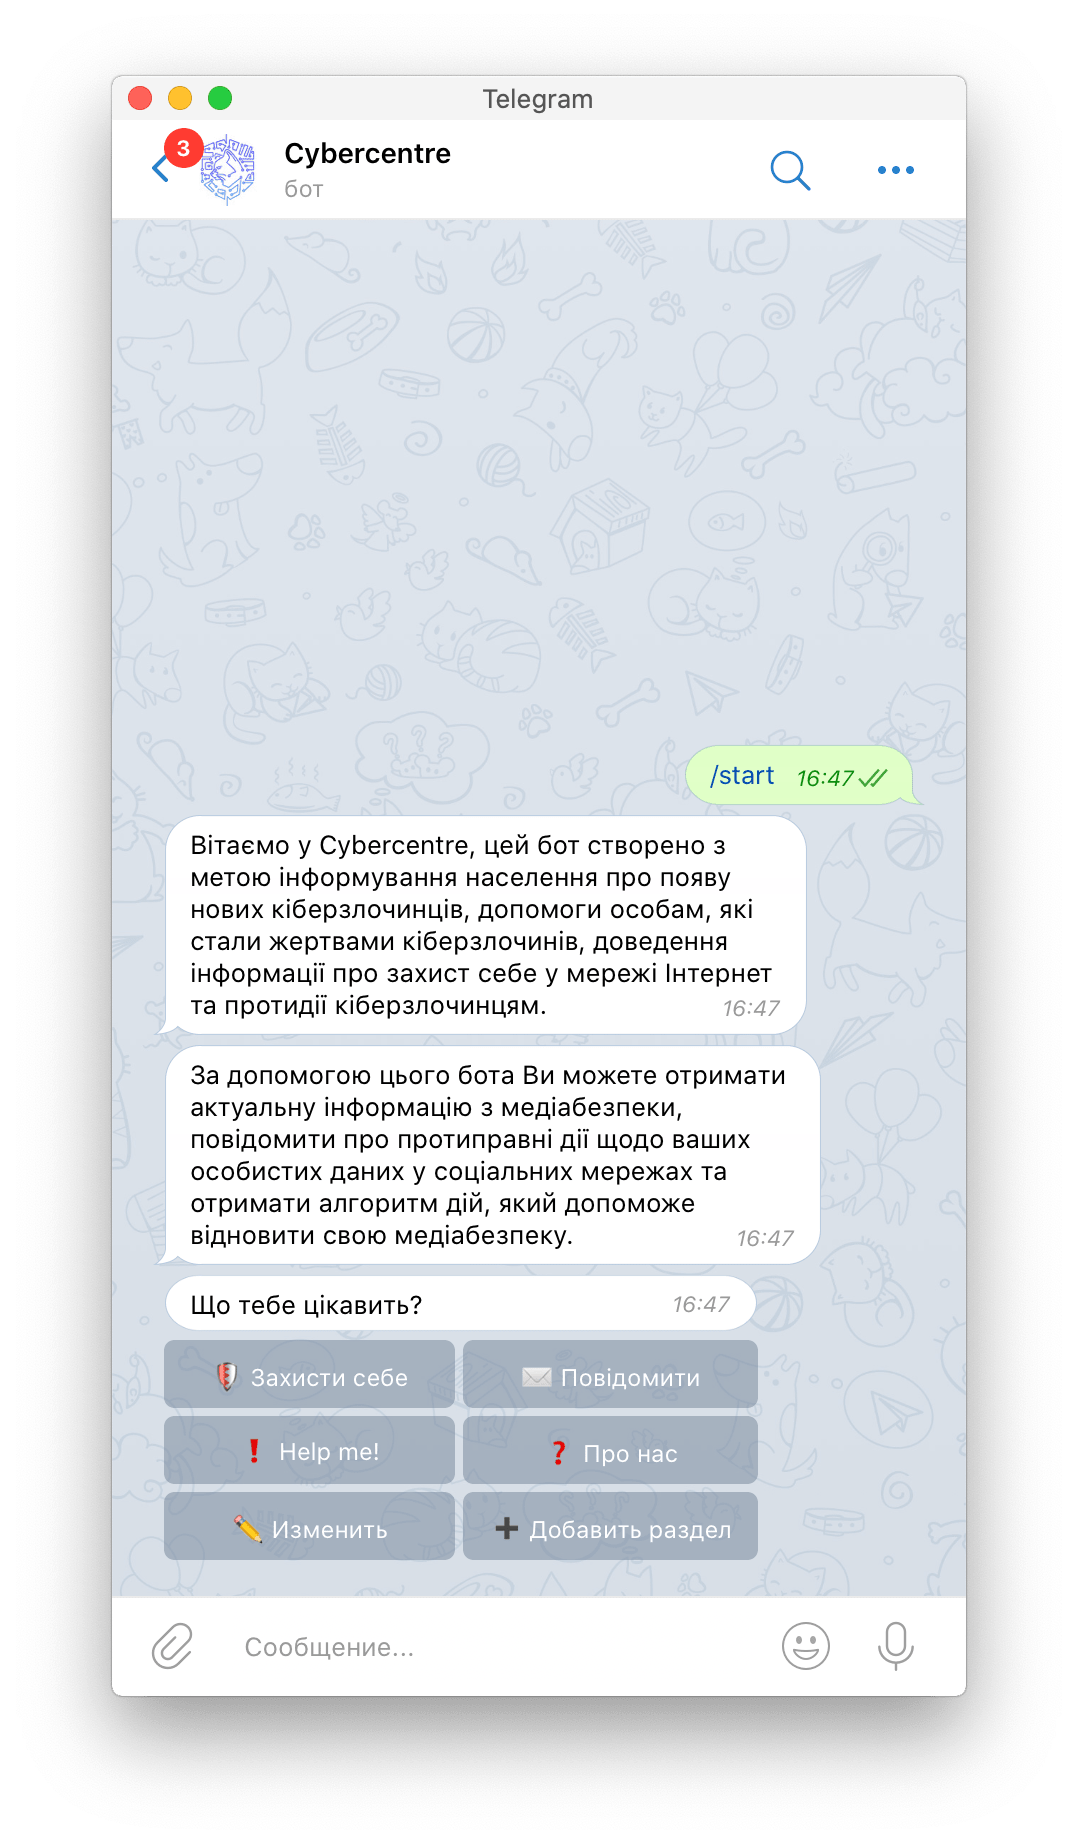 Telegram
3
Cybercentre
бот
/start 16:47
Вітаємо у Cybercentre, цей бот створено з
метою інформування населення про появу
нових кіберзлочинців, допомоги особам, які
стали жертвами кіберзлочинів, доведення
інформації про захист себе у мережі Інтернет
та протидії кіберзлочинцям. 16:47
За допомогою цього бота Ви можете отримати
актуальну інформацію з медіабезпеки,
повідомити про протиправні дії щодо ваших
особистих даних у соціальних мережах та
отримати алгоритм дій, який допоможе
відновити свою медіабезпеку. 16:47
Що тебе цікавить? 16:47
Захисти себе
Повідомити
❗ Help me!
❓ Про нас
Изменить
➕ Добавить раздел
Сообщение...